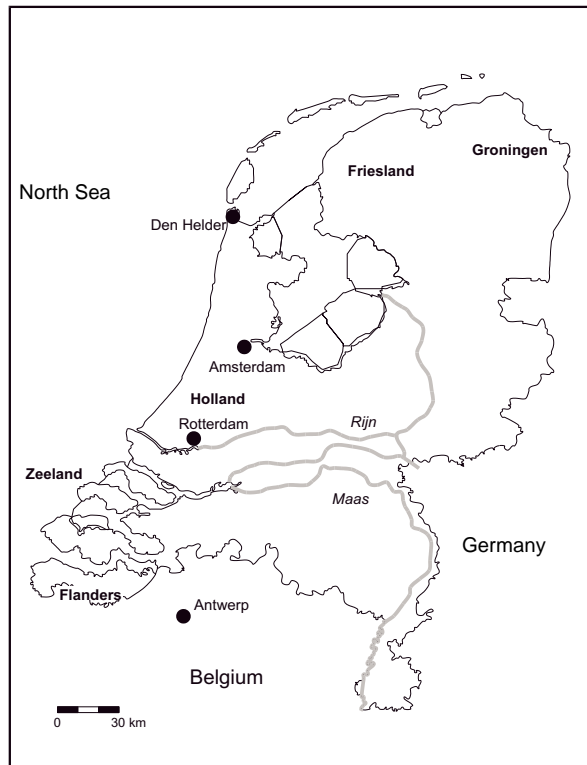 Groningen
Friesland
North Sea
Den Helder
Amsterdam
Holland
Rotterdam
Rijn
Zeeland
Maas
Germany
Flanders
Antwerp
Belgium
0 30 km